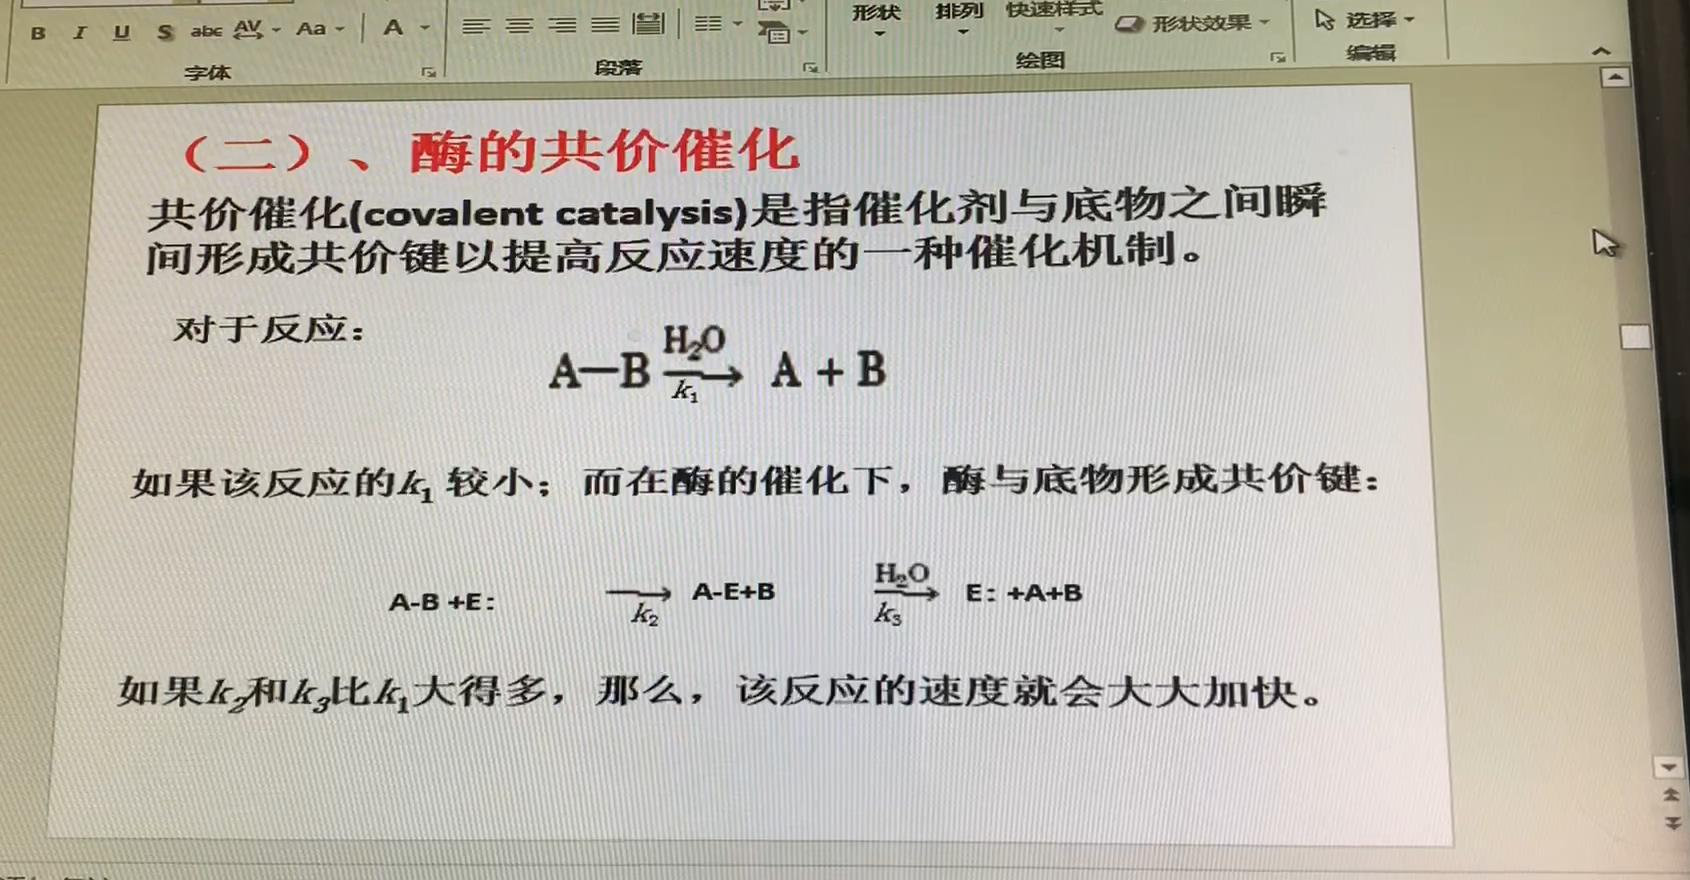 形状 排列 快速样式 形状效果 选择
B I U S abc AV Aa A
字体 段落 绘图 编辑
（二）、酶的共价催化
共价催化(covalent catalysis)是指催化剂与底物之间瞬
间形成共价键以提高反应速度的一种催化机制。
对于反应：
A—B H₂O k₁ → A + B
如果该反应的k₁ 较小；而在酶的催化下，酶与底物形成共价键：
A-B +E: → k₂ A-E+B H₂O → k₃ E: +A+B
如果k₂和k₃比k₁大得多，那么，该反应的速度就会大大加快。